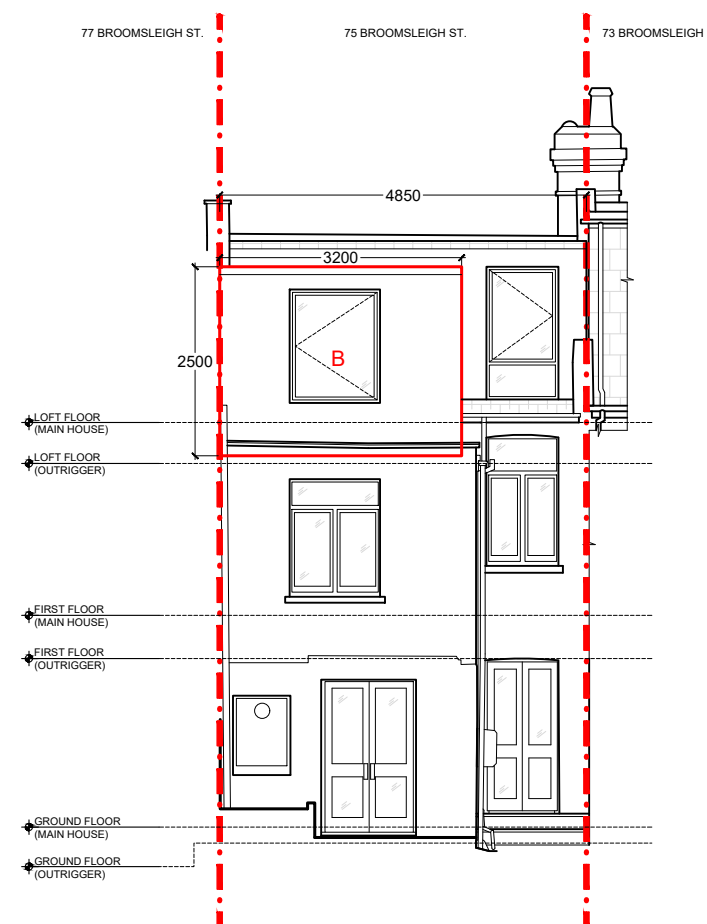 77 BROOMSLEIGH ST.
75 BROOMSLEIGH ST.
73 BROOMSLEIGH
4850
3200
2500
B
LOFT FLOOR
(MAIN HOUSE)
LOFT FLOOR
(OUTRIGGER)
FIRST FLOOR
(MAIN HOUSE)
FIRST FLOOR
(OUTRIGGER)
GROUND FLOOR
(MAIN HOUSE)
GROUND FLOOR
(OUTRIGGER)